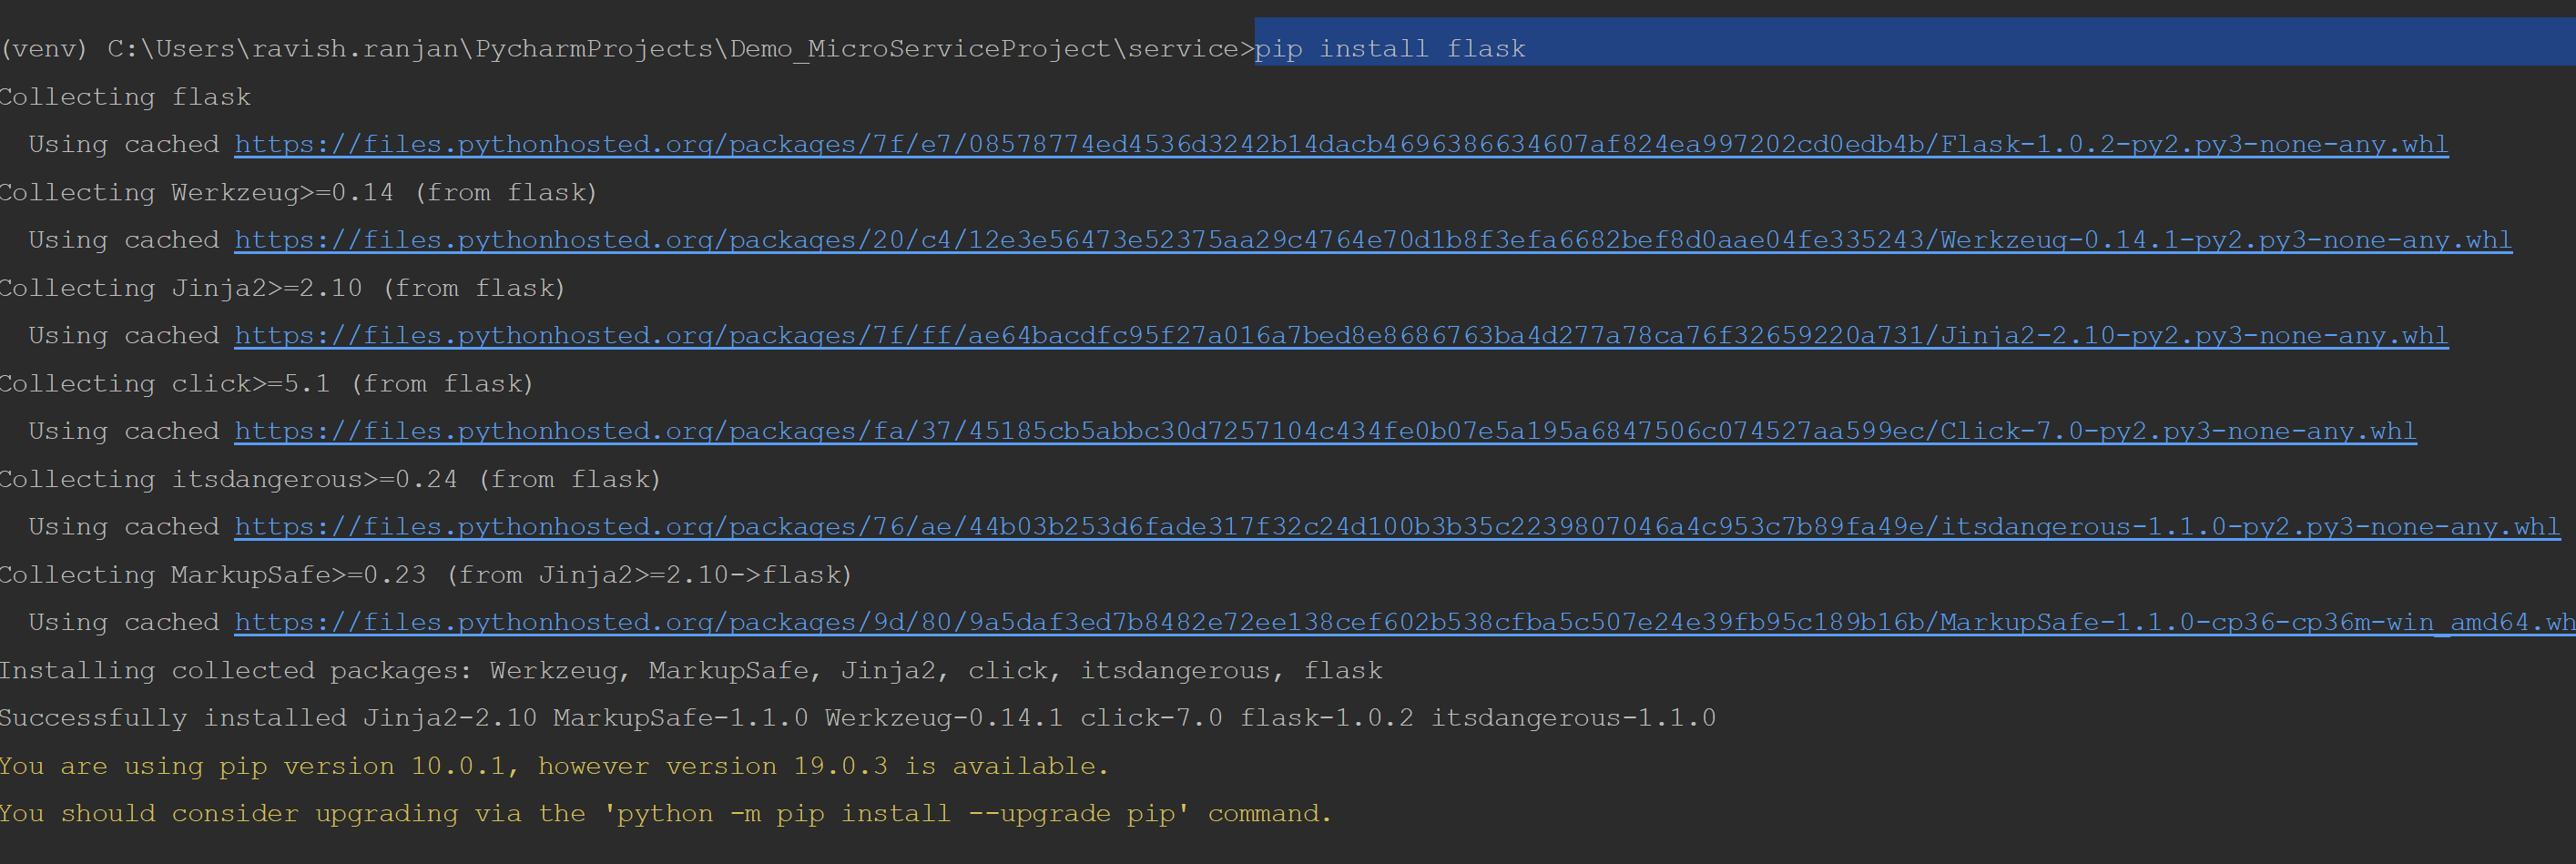 (venv) C:\Users\ravish.ranjan\PycharmProjects\Demo_MicroServiceProject\service>pip install flask
Collecting flask
Using cached https://files.pythonhosted.org/packages/7f/e7/08578774ed4536d3242b14dacb4696386634607af824ea997202cd0edb4b/Flask-1.0.2-py2.py3-none-any.whl
Collecting Werkzeug>=0.14 (from flask)
Using cached https://files.pythonhosted.org/packages/20/c4/12e3e56473e52375aa29c4764e70d1b8f3efa6682bef8d0aae04fe335243/Werkzeug-0.14.1-py2.py3-none-any.whl
Collecting Jinja2>=2.10 (from flask)
Using cached https://files.pythonhosted.org/packages/7f/ff/ae64bacdfc95f27a016a7bed8e8686763ba4d277a78ca76f32659220a731/Jinja2-2.10-py2.py3-none-any.whl
Collecting click>=5.1 (from flask)
Using cached https://files.pythonhosted.org/packages/fa/37/45185cb5abbc30d7257104c434fe0b07e5a195a6847506c074527aa599ec/Click-7.0-py2.py3-none-any.whl
Collecting itsdangerous>=0.24 (from flask)
Using cached https://files.pythonhosted.org/packages/76/ae/44b03b253d6fade317f32c24d100b3b35c2239807046a4c953c7b89fa49e/itsdangerous-1.1.0-py2.py3-none-any.whl
Collecting MarkupSafe>=0.23 (from Jinja2>=2.10->flask)
Using cached https://files.pythonhosted.org/packages/9d/80/9a5daf3ed7b8482e72ee138cef602b538cfba5c507e24e39fb95c189b16b/MarkupSafe-1.1.0-cp36-cp36m-win_amd64.wh
Installing collected packages: Werkzeug, MarkupSafe, Jinja2, click, itsdangerous, flask
Successfully installed Jinja2-2.10 MarkupSafe-1.1.0 Werkzeug-0.14.1 click-7.0 flask-1.0.2 itsdangerous-1.1.0
You are using pip version 10.0.1, however version 19.0.3 is available.
You should consider upgrading via the 'python -m pip install --upgrade pip' command.